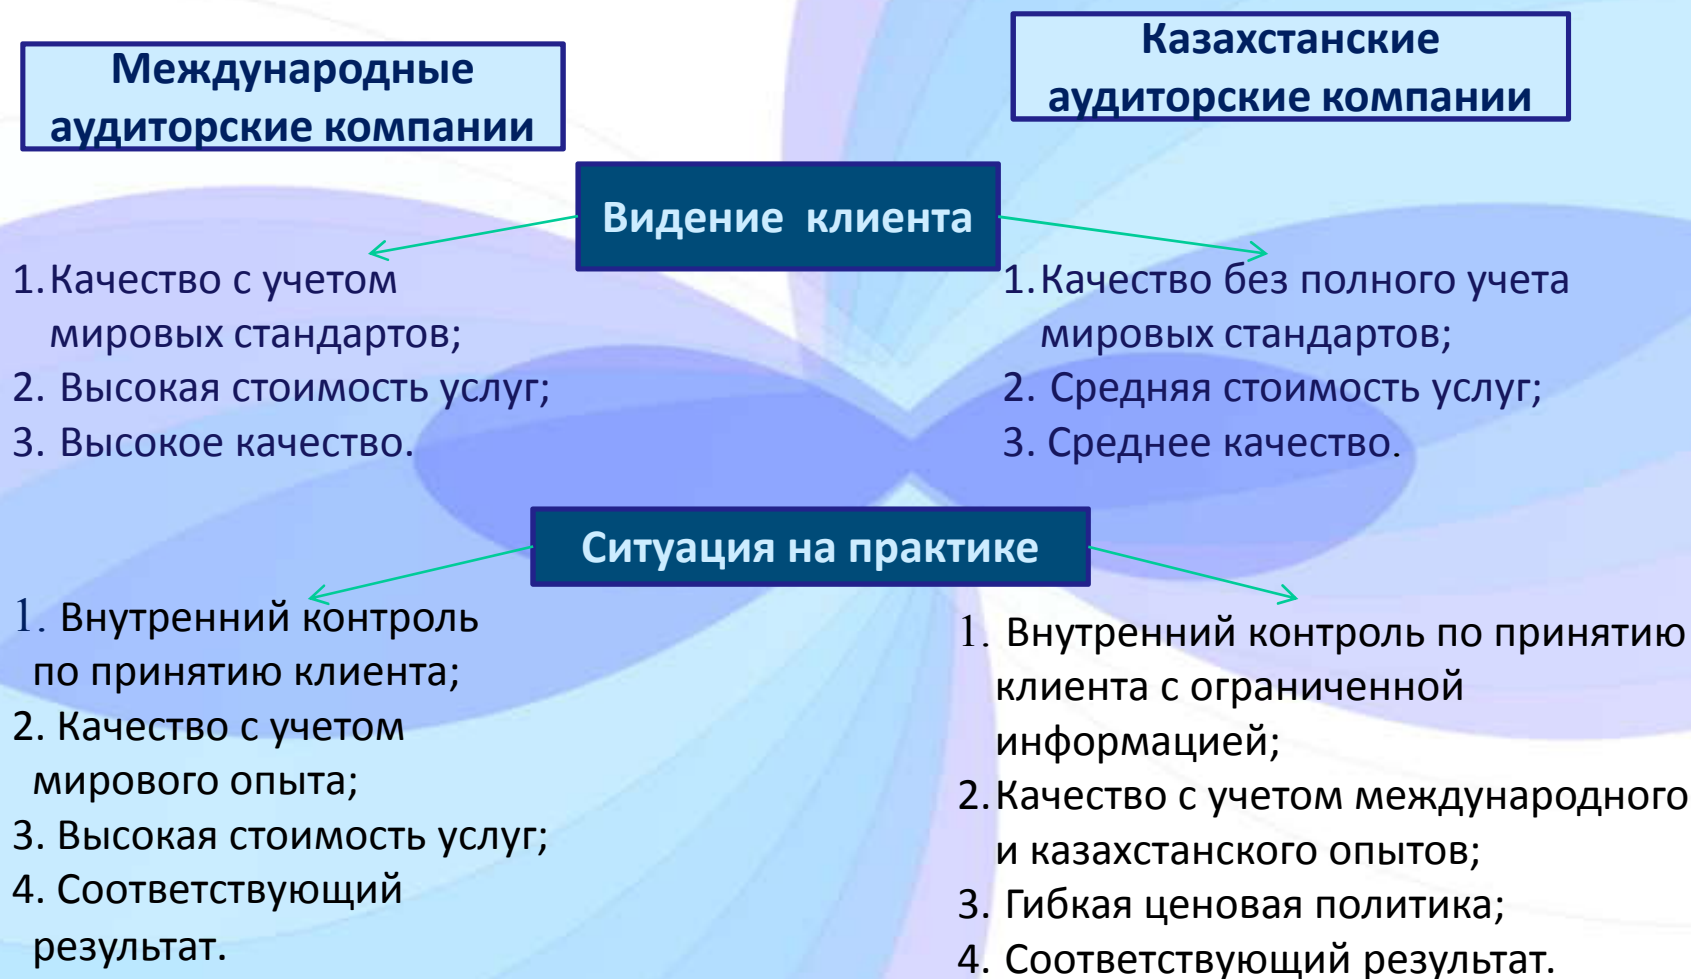 Международные
аудиторские компании
Казахстанские
аудиторские компании
Видение клиента
1.Качество с учетом
мировых стандартов;
2. Высокая стоимость услуг;
3. Высокое качество.
1.Качество без полного учета
мировых стандартов;
2. Средняя стоимость услуг;
3. Среднее качество.
Ситуация на практике
1. Внутренний контроль
по принятию клиента;
2. Качество с учетом
мирового опыта;
3. Высокая стоимость услуг;
4. Соответствующий
результат.
1. Внутренний контроль по принятию
клиента с ограниченной
информацией;
2.Качество с учетом международного
и казахстанского опытов;
3. Гибкая ценовая политика;
4. Соответствующий результат.